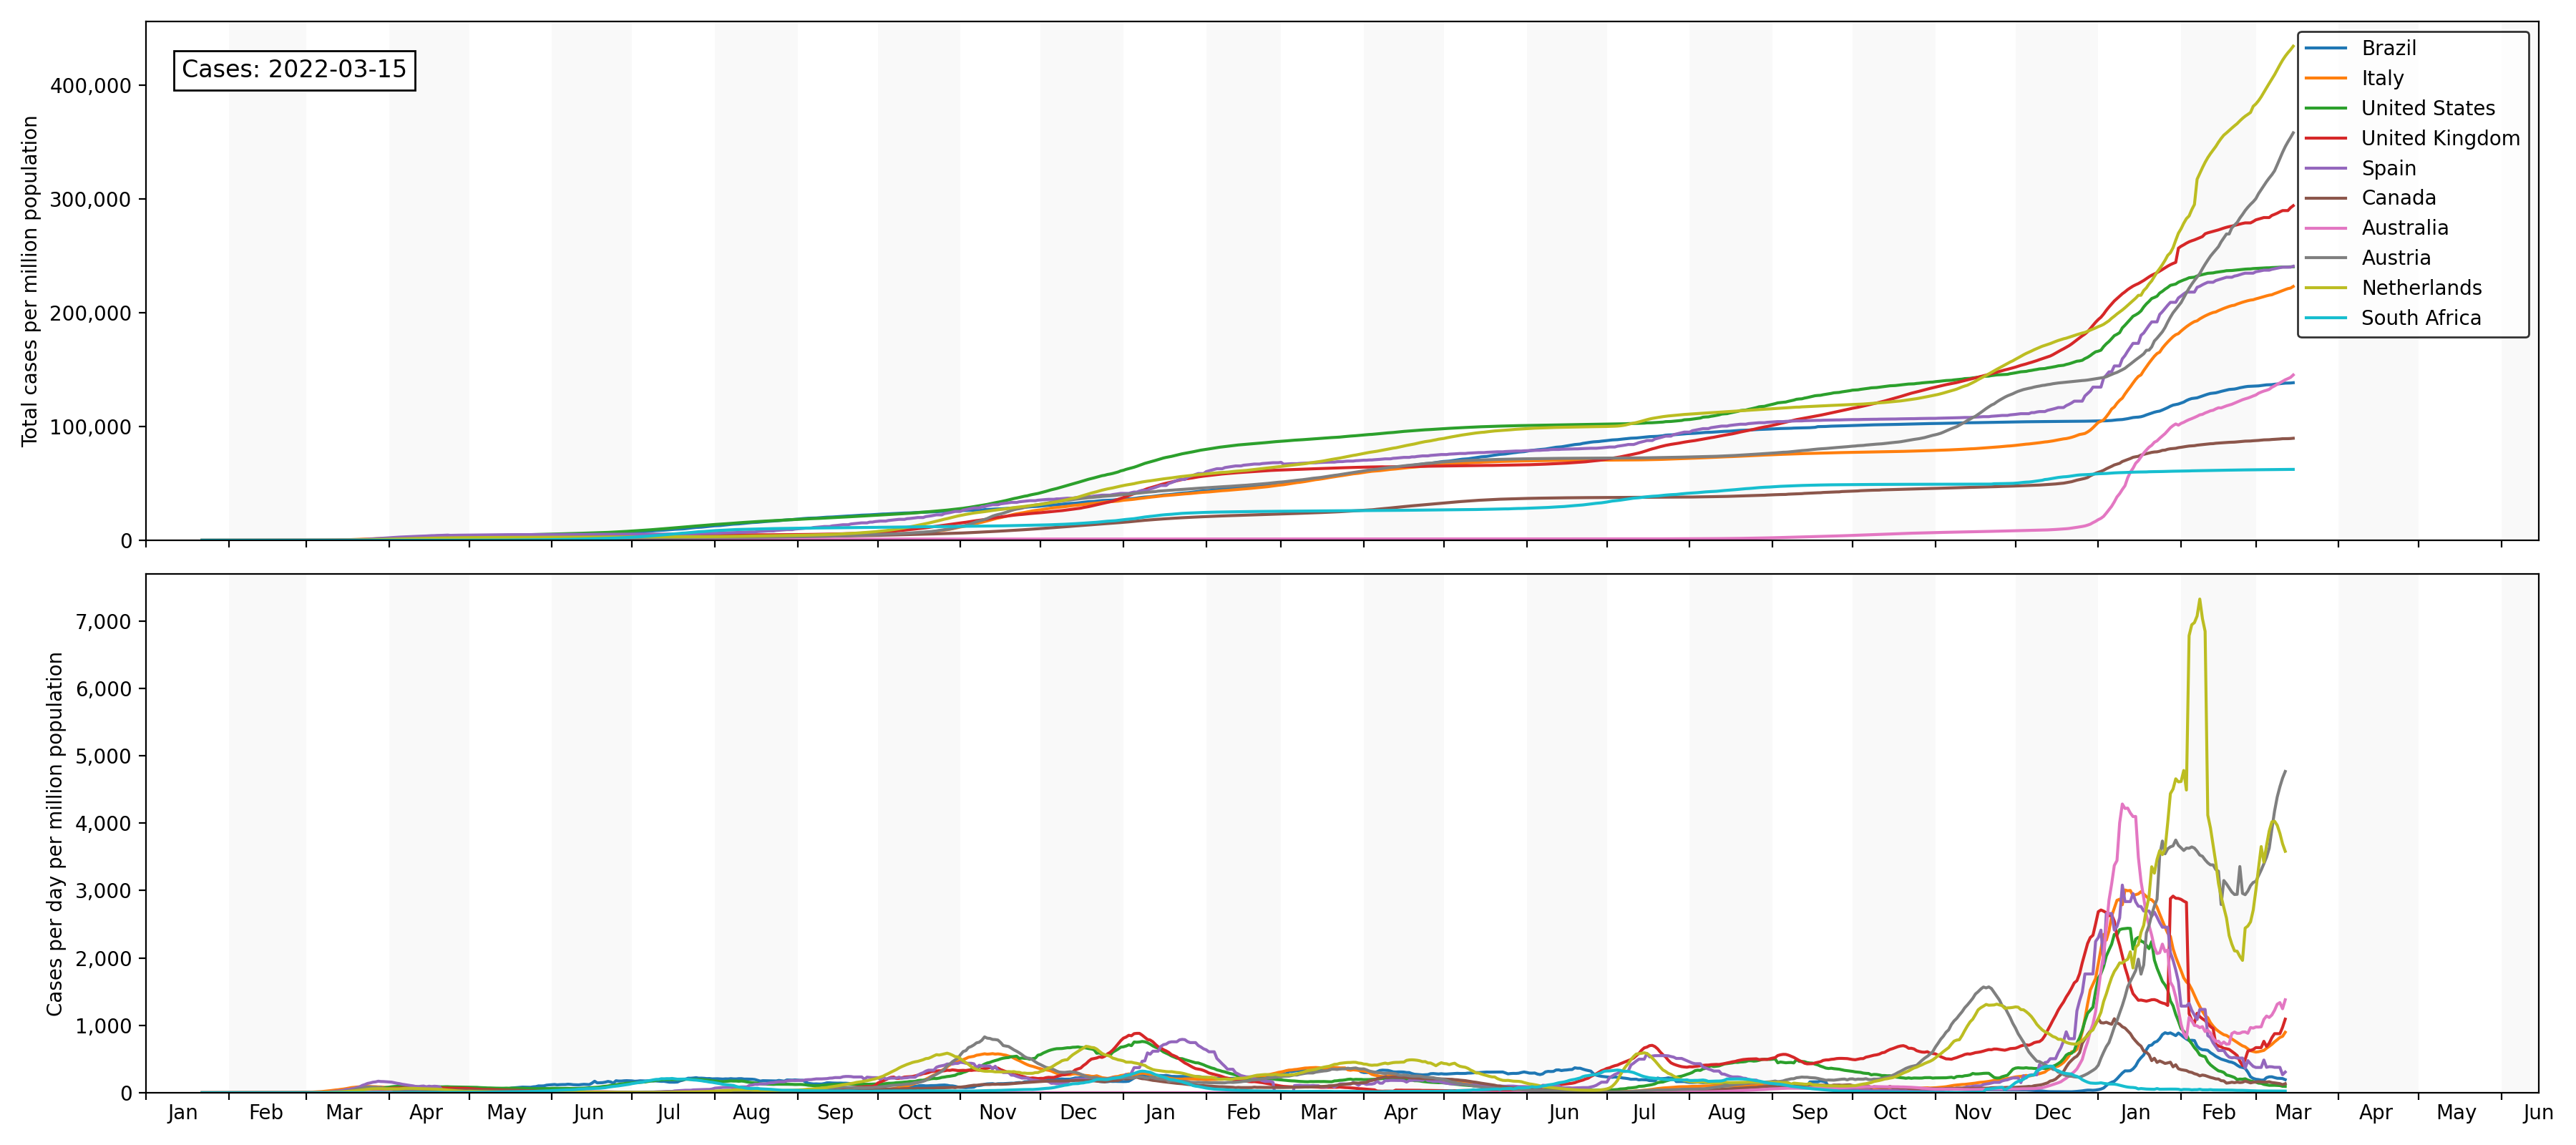 Cases: 2022-03-15
Total cases per million population
400,000
300,000
200,000
100,000
0
Brazil
Italy
United States
United Kingdom
Spain
Canada
Australia
Austria
Netherlands
South Africa
Cases per day per million population
7,000
6,000
5,000
4,000
3,000
2,000
1,000
0
Jan Feb Mar Apr May Jun Jul Aug Sep Oct Nov Dec Jan Feb Mar Apr May Jun Jul Aug Sep Oct Nov Dec Jan Feb Mar Apr May Jun